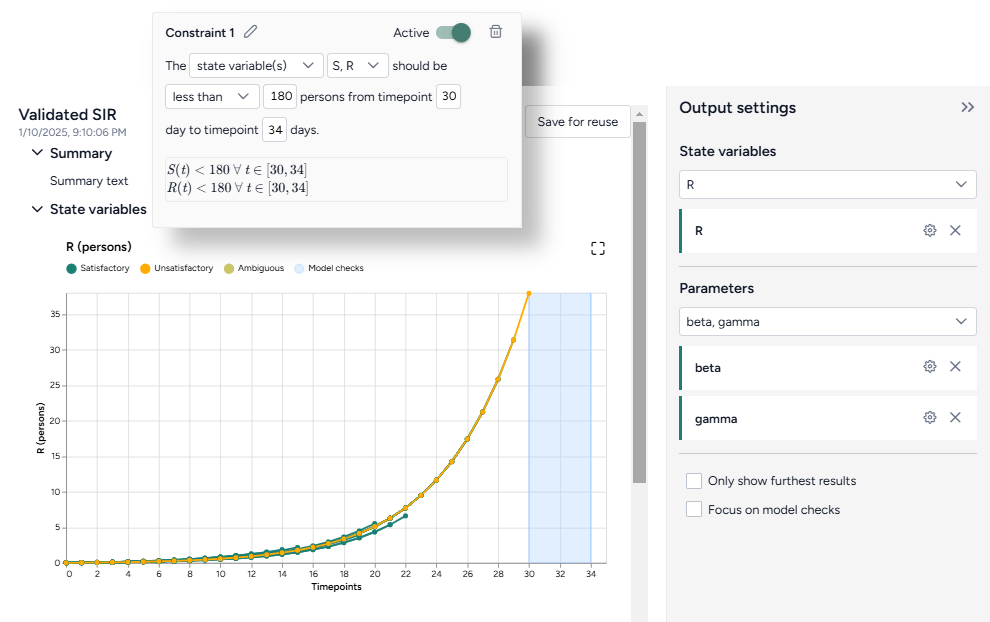 Constraint 1
Active
The state variable(s) S, R should be
less than 180 persons from timepoint 30
day to timepoint 34 days.
S(t) < 180 ∀ t ∈ [30, 34]
R(t) < 180 ∀ t ∈ [30, 34]
Validated SIR
1/10/2025, 9:10:06 PM
Summary
Summary text
State variables
Save for reuse
R (persons)
Satisfactory Unsatisfactory Ambiguous Model checks
35
30
25
20
15
10
5
0
R (persons)
0 2 4 6 8 10 12 14 16 18 20 22 24 26 28 30 32 34
Timepoints
Output settings
State variables
R
R
Parameters
beta, gamma
beta
gamma
Only show furthest results
Focus on model checks